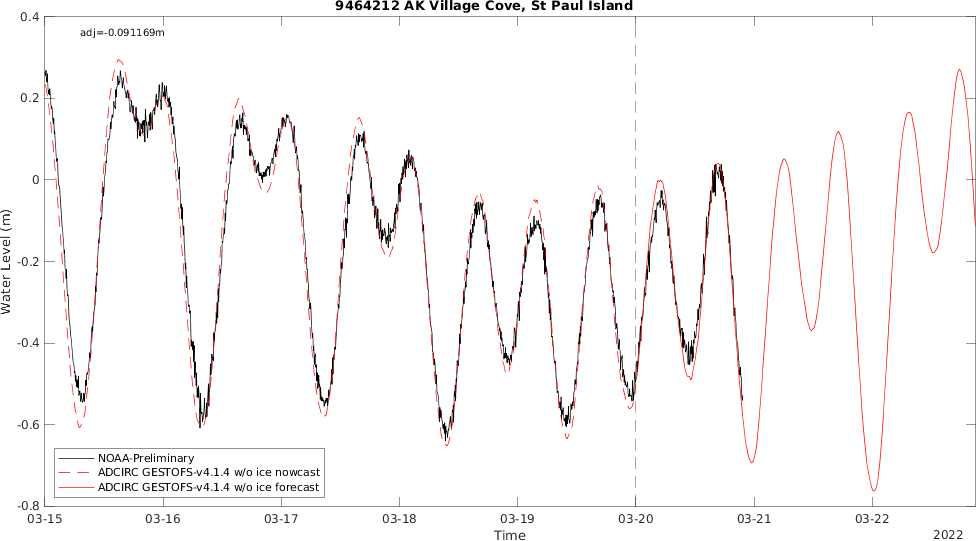 9464212 AK Village Cove, St Paul Island
adj=-0.091169m
0.4
0.2
0
-0.2
-0.4
-0.6
-0.8
Water Level (m)
NOAA-Preliminary
ADCIRC GESTOFS-v4.1.4 w/o ice nowcast
ADCIRC GESTOFS-v4.1.4 w/o ice forecast
03-15 03-16 03-17 03-18 03-19 03-20 03-21 03-22
Time
2022